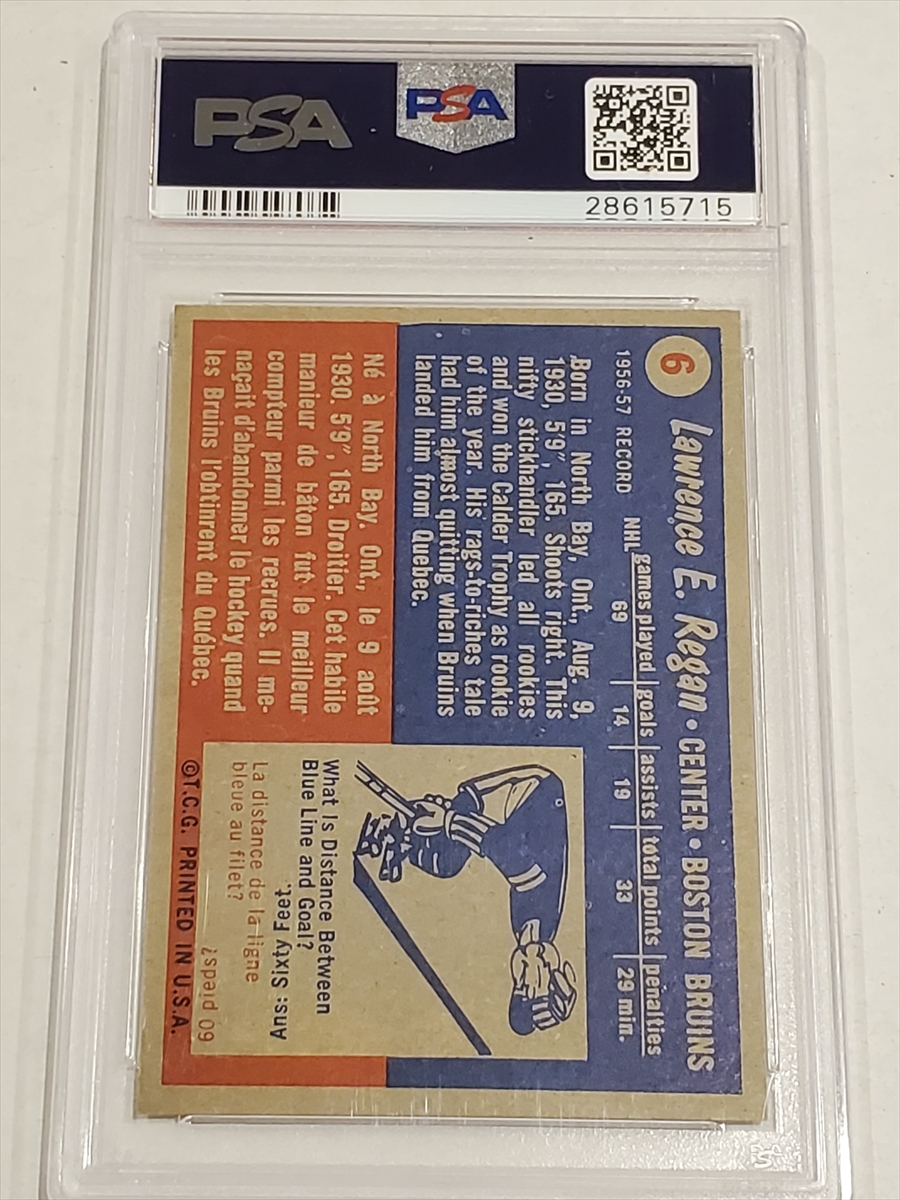 PSA
PSA
28615715
6
Lawrence E. Regan • CENTER • BOSTON BRUINS
1956-57 RECORD games played goals assists total points penalties
NHL 69 14 19 33 29 min.
Born in North Bay, Ont., Aug. 9,
1930, 5'9", 165. Shoots right. This
nifty stickhandler led all rookies
and won the Calder Trophy as rookie
of the year. His rags-to-riches tale
had him almost quitting when Bruins
landed him from Quebec.
Né à North Bay. Ont., le 9 août
1930, 5'9", 165. Droitier. Cet habile
manieur de bâton fut le meilleur
compteur parmi les recrues. Il me-
naçait d'abandonner le hockey quand
les Bruins l'obtinrent du Québec.
What Is Distance Between
Blue Line and Goal?
Ans: Sixty Feet.
La distance de la ligne
bleue au filet?
60 pieds?
©T.C.G. PRINTED IN U.S.A.